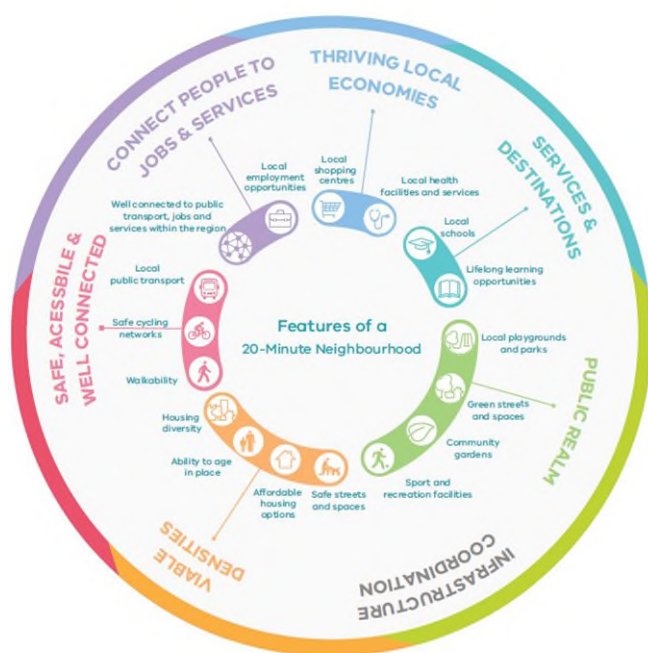 CONNECT PEOPLE TO
JOBS & SERVICES
THRIVING LOCAL
ECONOMIES
SERVICES &
DESTINATIONS
PUBLIC REALM
INFRASTRUCTURE
COORDINATION
VIABLE
DENSITIES
SAFE, ACESSBILE &
WELL CONNECTED
Local
employment
opportunities
Well connected to public
transport, jobs and
services within the region
Local
shopping
centres
Local health
facilities and services
Local
schools
Lifelong learning
opportunities
Local playgrounds
and parks
Green streets
and spaces
Community
gardens
Sport and
recreation facilities
Safe streets
and spaces
Affordable
housing
options
Ability to age
in place
Housing
diversity
Walkability
Safe cycling
networks
Local
public transport
Features of a
20-Minute Neighbourhood